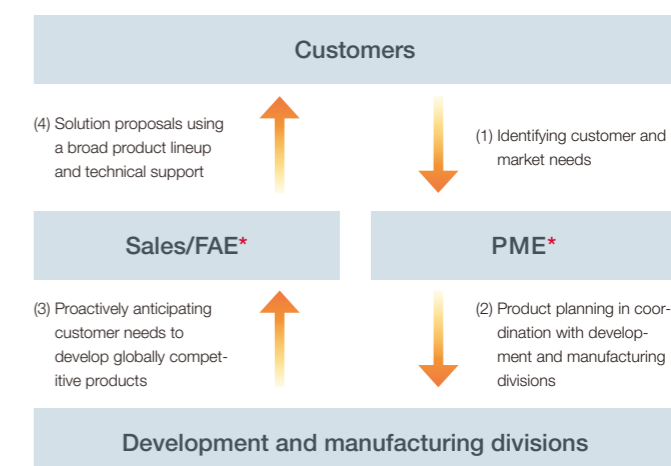 Customers
(4) Solution proposals using
a broad product lineup
and technical support
(1) Identifying customer and
market needs
Sales/FAE*
PME*
(3) Proactively anticipating
customer needs to
develop globally compet-
itive products
(2) Product planning in coor-
dination with develop-
ment and manufacturing
divisions
Development and manufacturing divisions